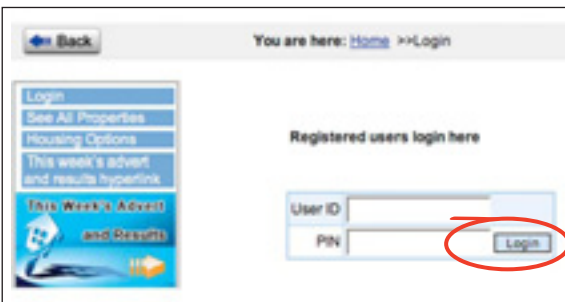 Back
You are here: Home >>Login
Login
See All Properties
Housing Options
This week's advert
and results hyperlink
This Week's Advert
and Results
Registered users login here
User ID
PIN
Login